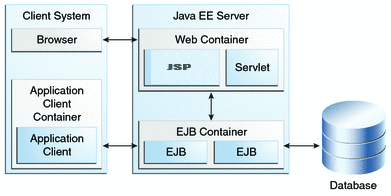 Client System
Browser
Application
Client
Container
Application
Client
Java EE Server
Web Container
JSP
Servlet
EJB Container
EJB
EJB
Database